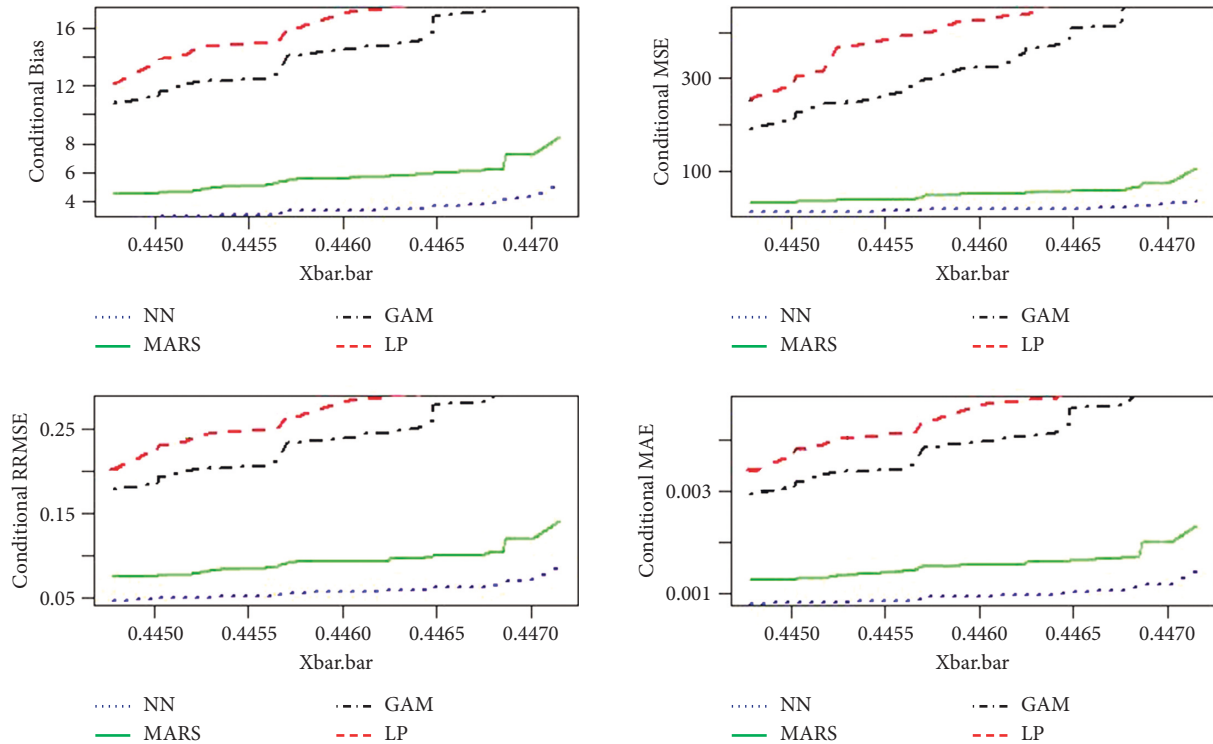 Conditional Bias
16
12
8
6
4
0.4450 0.4455 0.4460 0.4465 0.4470
Xbar.bar
NN GAM
MARS LP
Conditional MSE
300
100
0.4450 0.4455 0.4460 0.4465 0.4470
Xbar.bar
NN GAM
MARS LP
Conditional RRMSE
0.25
0.15
0.05
0.4450 0.4455 0.4460 0.4465 0.4470
Xbar.bar
NN GAM
MARS LP
Conditional MAE
0.003
0.001
0.4450 0.4455 0.4460 0.4465 0.4470
Xbar.bar
NN GAM
MARS LP